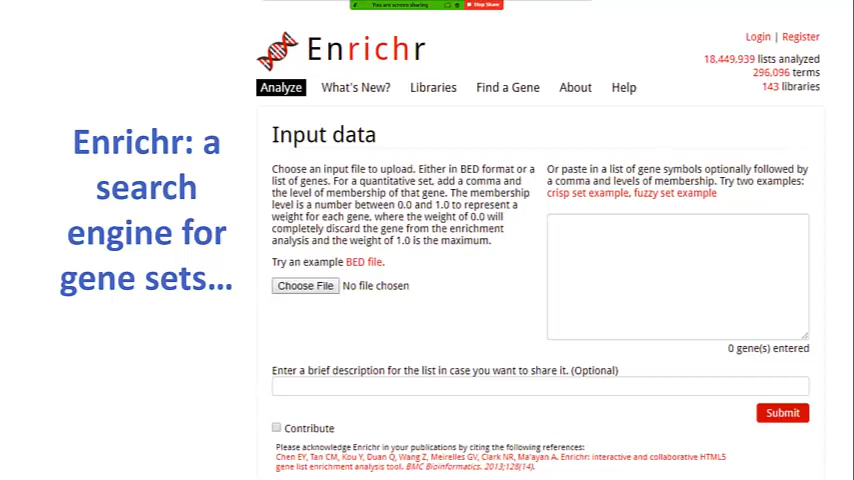 You are screen sharing
Stop Share
Enrichr
Login | Register
18,449,939 lists analyzed
296,096 terms
143 libraries
Analyze What's New? Libraries Find a Gene About Help
Enrichr: a
search
engine for
gene sets...
Input data
Choose an input file to upload. Either in BED format or a
list of genes. For a quantitative set, add a comma and
the level of membership of that gene. The membership
level is a number between 0.0 and 1.0 to represent a
weight for each gene, where the weight of 0.0 will
completely discard the gene from the enrichment
analysis and the weight of 1.0 is the maximum.
Try an example BED file.
Choose File No file chosen
Or paste in a list of gene symbols optionally followed by
a comma and levels of membership. Try two examples:
crisp set example, fuzzy set example
0 gene(s) entered
Enter a brief description for the list in case you want to share it. (Optional)
Submit
Contribute
Please acknowledge Enrichr in your publications by citing the following references:
Chen EY, Tan CM, Kou Y, Duan Q, Wang Z, Meirelles GV, Clark NR, Ma'ayan A. Enrichr: interactive and collaborative HTML5
gene list enrichment analysis tool. BMC Bioinformatics. 2013;128(14).